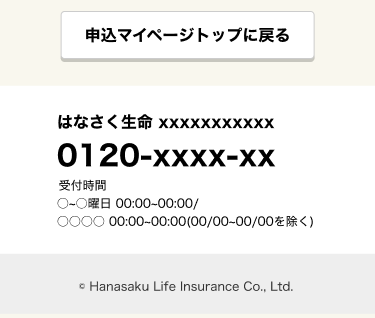 申込マイページトップに戻る
はなさく生命 xxxxxxxxxxx
0120-xxxx-xx
受付時間
○~○曜日 00:00~00:00/
○○○○ 00:00~00:00(00/00~00/00を除く)
© Hanasaku Life Insurance Co., Ltd.